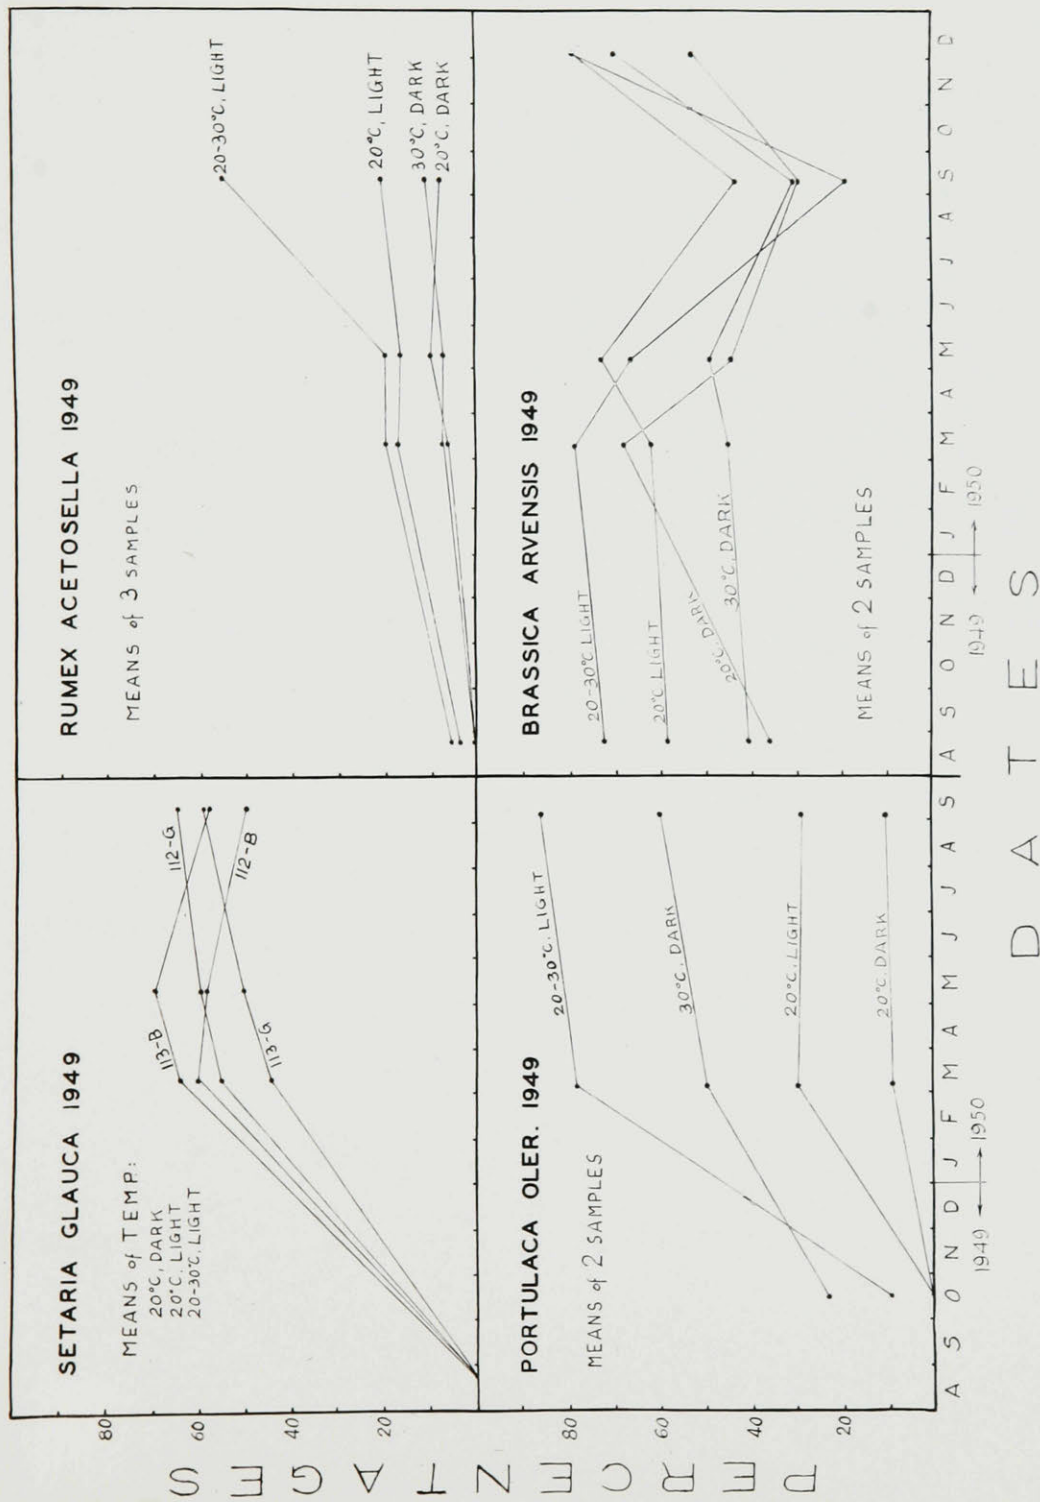 PERCENTAGES
SETARIA GLAUCA 1949
MEANS of TEMP.:
20°C, DARK
20°C. LIGHT
20-30°C, LIGHT
113-B
112-G
113-G
112-B
80
60
40
20
RUMEX ACETOSELLA 1949
MEANS of 3 SAMPLES
20-30°C, LIGHT
20°C, LIGHT
30°C, DARK
20°C. DARK
PORTULACA OLER. 1949
MEANS of 2 SAMPLES
20-30°C. LIGHT
30°C, DARK
20°C. LIGHT
20°C. DARK
80
60
40
20
A S O N D J F M A M J J A S
1949 ← → 1950
BRASSICA ARVENSIS 1949
20-30°C LIGHT
20°C LIGHT
20°C, DARK
30°C, DARK
MEANS of 2 SAMPLES
A S O N D J F M A M J J A S O N D
1949 ← → 1950
DATES